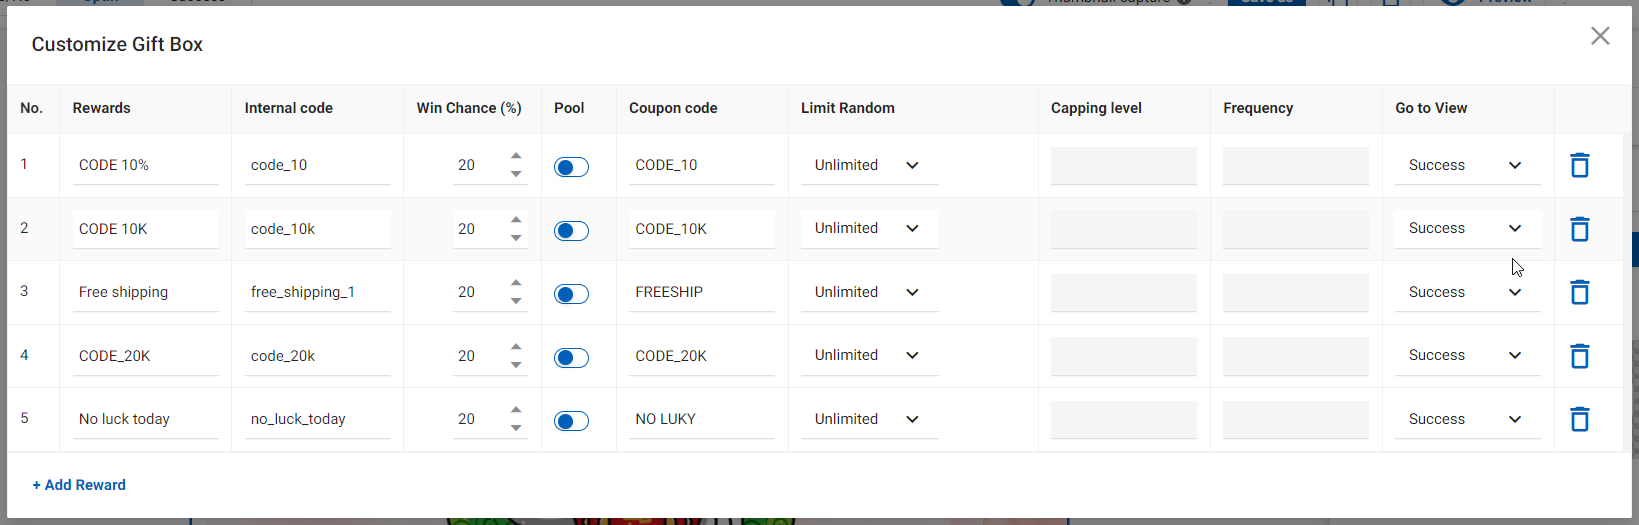 Customize Gift Box
No. Rewards Internal code Win Chance (%) Pool Coupon code Limit Random Capping level Frequency Go to View
1 CODE 10% code_10 20 CODE_10 Unlimited Success
2 CODE 10K code_10k 20 CODE_10K Unlimited Success
3 Free shipping free_shipping_1 20 FREESHIP Unlimited Success
4 CODE_20K code_20k 20 CODE_20K Unlimited Success
5 No luck today no_luck_today 20 NO LUKY Unlimited Success
+ Add Reward